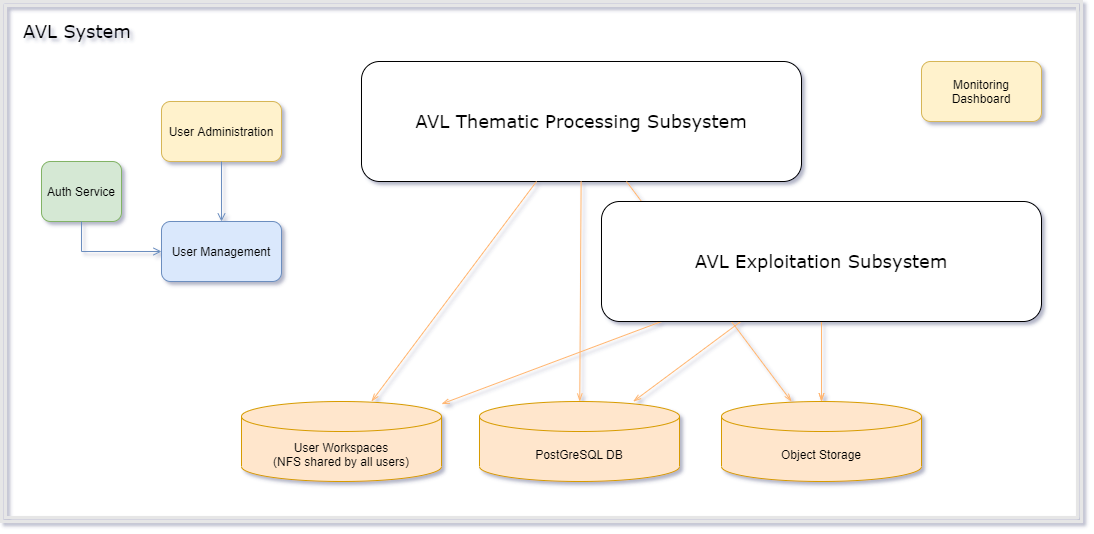 AVL System
Monitoring
Dashboard
AVL Thematic Processing Subsystem
User Administration
Auth Service
User Management
AVL Exploitation Subsystem
User Workspaces
(NFS shared by all users)
PostGreSQL DB
Object Storage